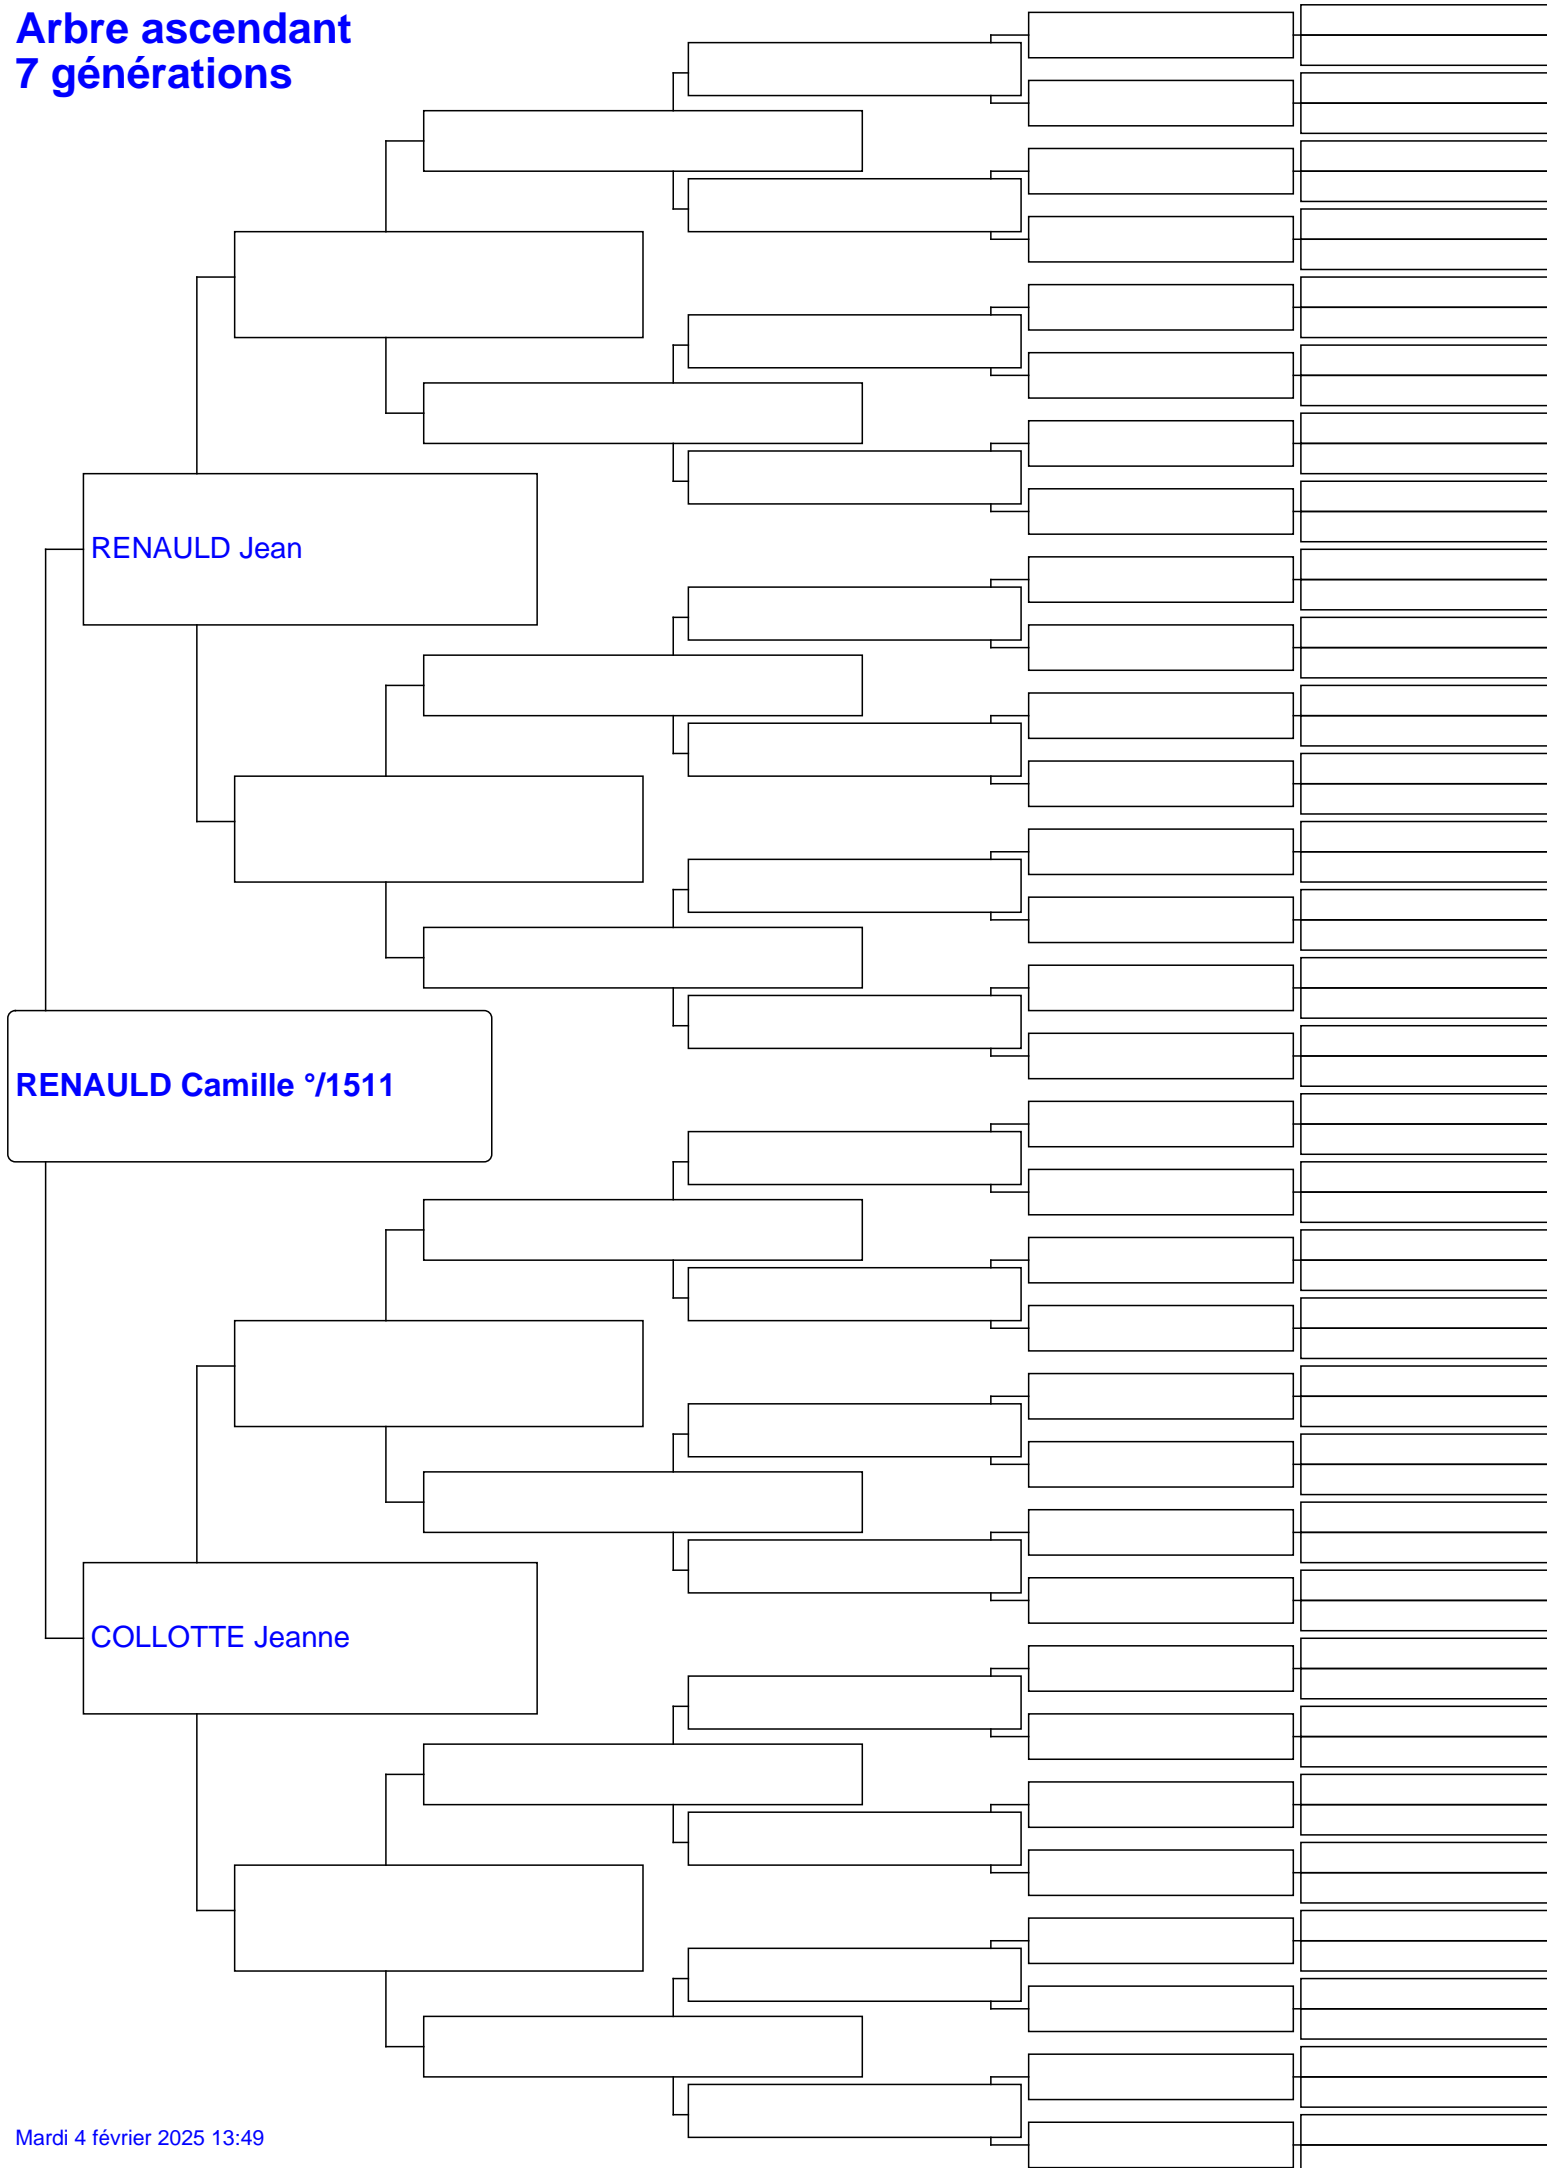 Arbre ascendant
7 générations
RENAULD Jean
RENAULD Camille °/1511
COLLOTTE Jeanne
Mardi 4 février 2025 13:49